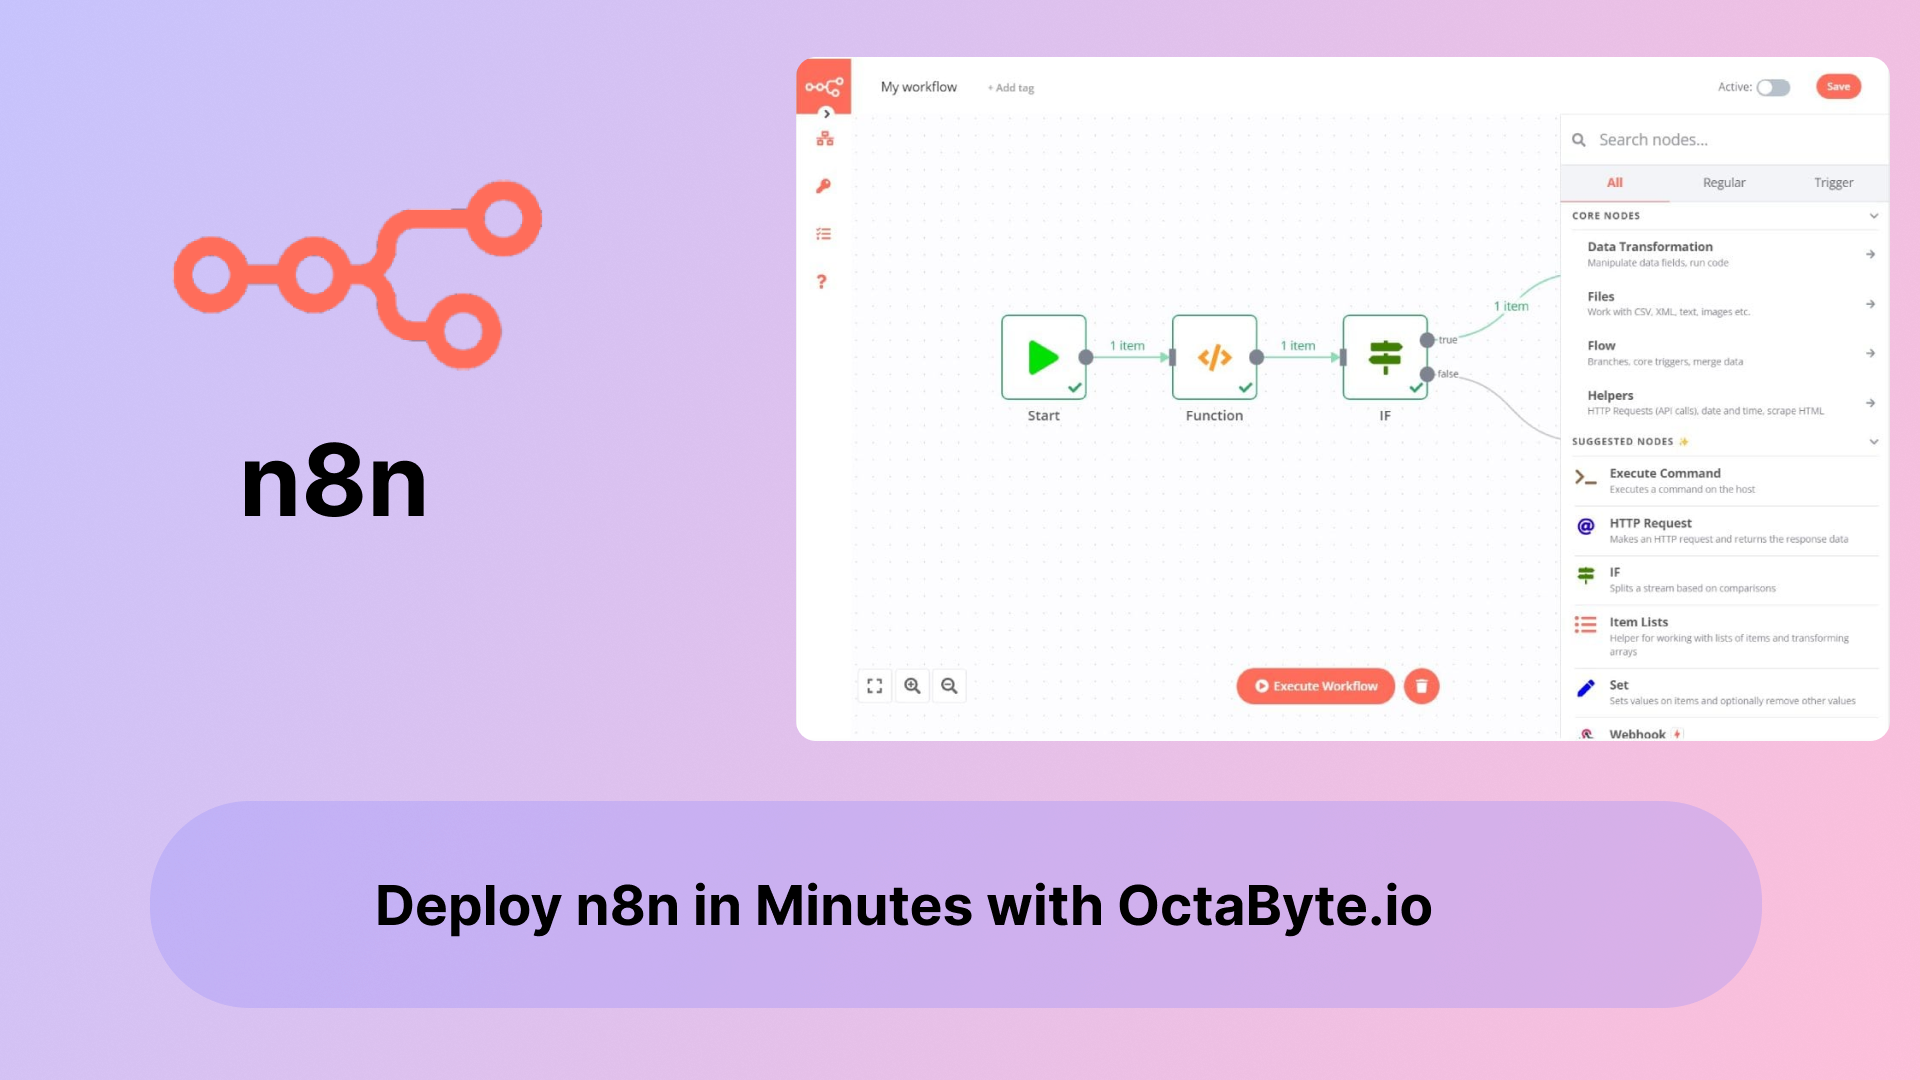 n8n
My workflow
+ Add tag
Active:
Save
Search nodes...
All
Regular
Trigger
CORE NODES
Data Transformation
Manipulate data fields, run code
Files
Work with CSV, XML, text, images etc.
Flow
Branches, core triggers, merge data
Helpers
HTTP Requests (API calls), date and time, scrape HTML
SUGGESTED NODES ✨
Execute Command
Executes a command on the host
HTTP Request
Makes an HTTP request and returns the response data
IF
Splits a stream based on comparisons
Item Lists
Helper for working with lists of items and transforming
arrays
Set
Sets values on items and optionally remove other values
Webhook
1 item
1 item
1 item
true
false
Start
Function
IF
Execute Workflow
Deploy n8n in Minutes with OctaByte.io